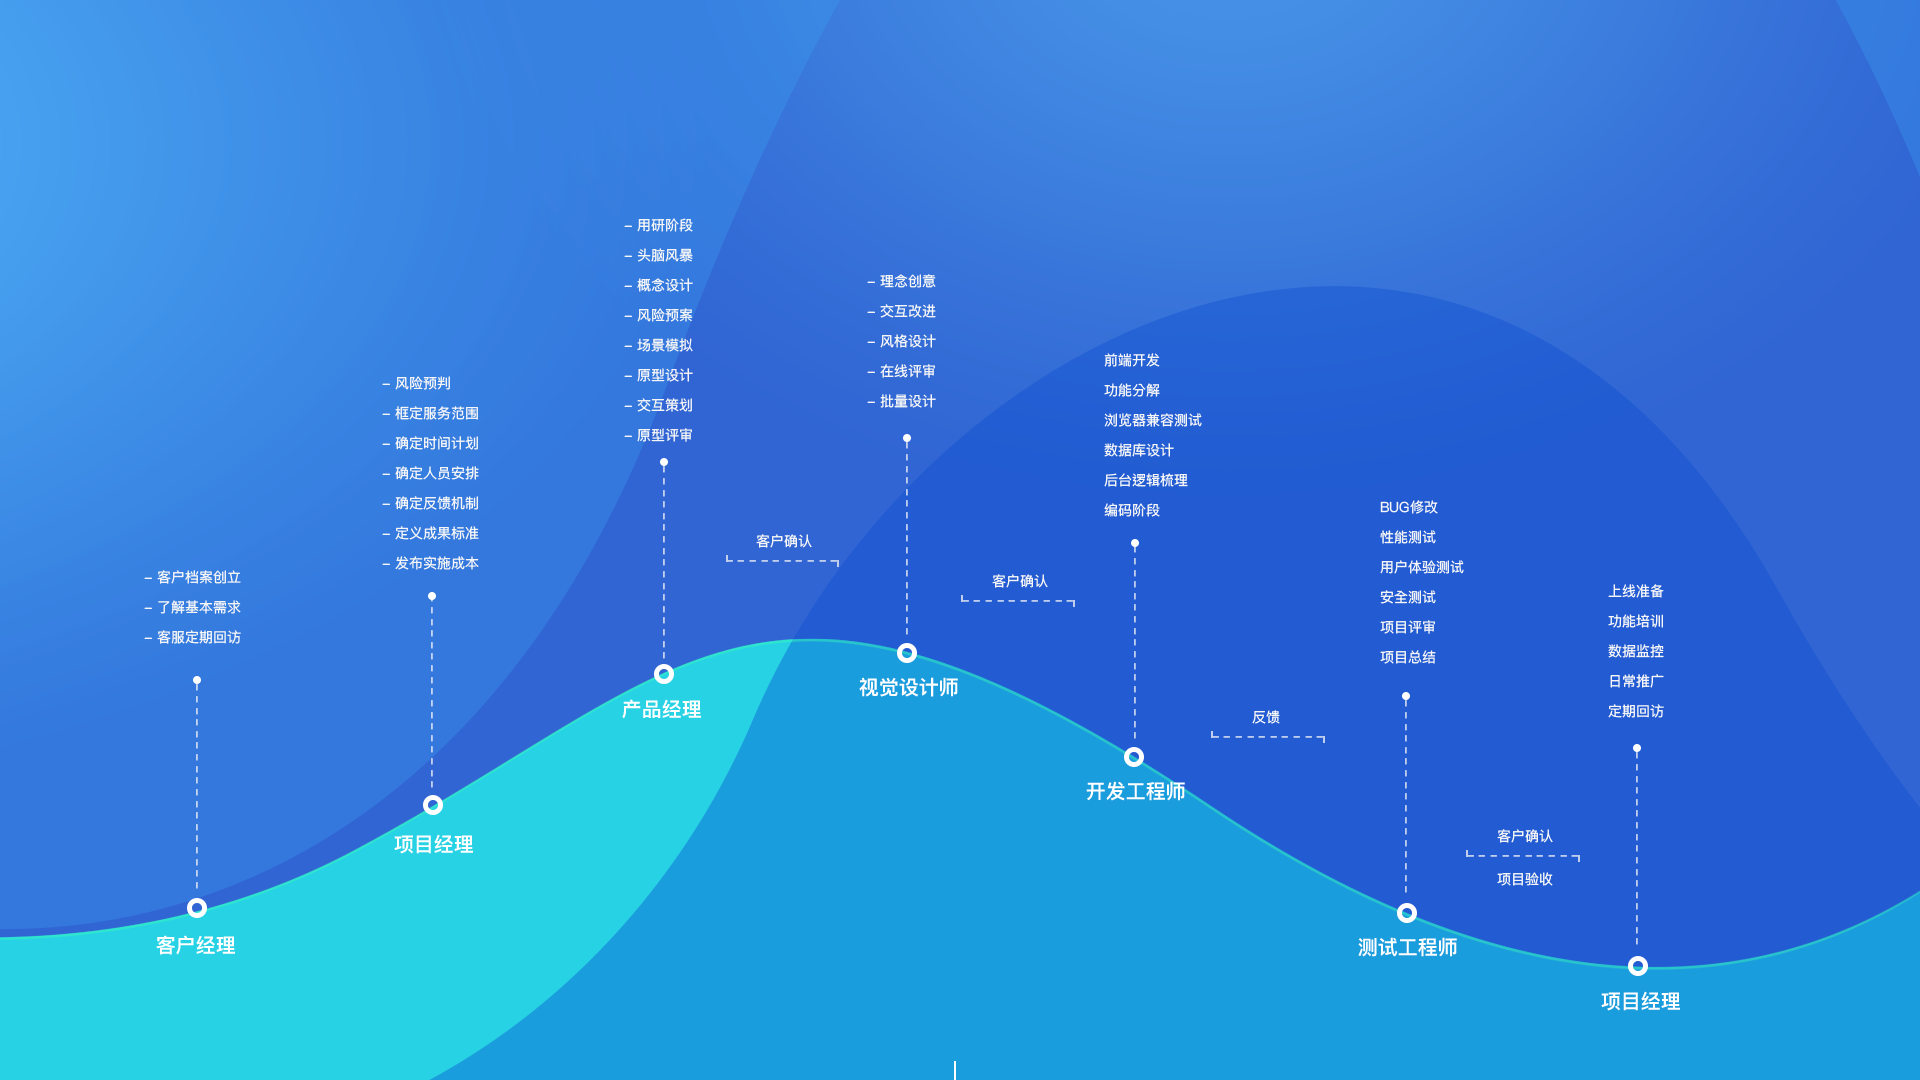 – 客户档案创立
– 了解基本需求
– 客服定期回访
客户经理
– 风险预判
– 框定服务范围
– 确定时间计划
– 确定人员安排
– 确定反馈机制
– 定义成果标准
– 发布实施成本
项目经理
– 用研阶段
– 头脑风暴
– 概念设计
– 风险预案
– 场景模拟
– 原型设计
– 交互策划
– 原型评审
产品经理
客户确认
– 理念创意
– 交互改进
– 风格设计
– 在线评审
– 批量设计
视觉设计师
客户确认
前端开发
功能分解
浏览器兼容测试
数据库设计
后台逻辑梳理
编码阶段
开发工程师
反馈
BUG修改
性能测试
用户体验测试
安全测试
项目评审
项目总结
测试工程师
客户确认
项目验收
上线准备
功能培训
数据监控
日常推广
定期回访
项目经理